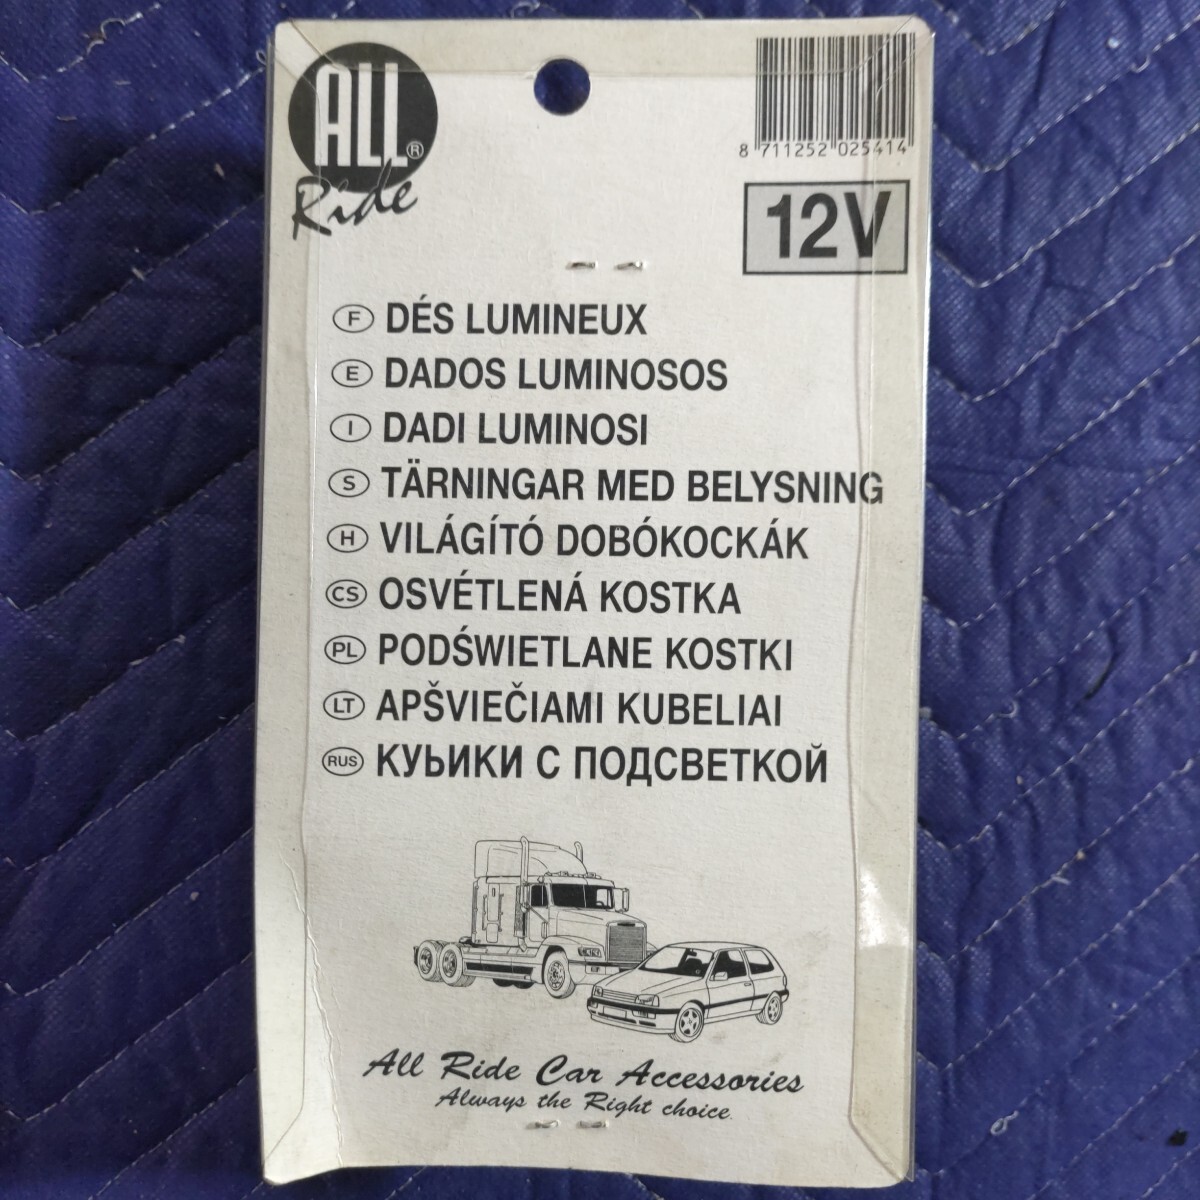 ALL®
Ride
8 711252 025414
12V
F DÉS LUMINEUX
E DADOS LUMINOSOS
I DADI LUMINOSI
S TÄRNINGAR MED BELYSNING
H VILÁGÍTÓ DOBÓKOCKÁK
CS OSVÉTLENÁ KOSTKA
PL PODŚWIETLANE KOSTKI
LT APŠVIEČIAMI KUBELIAI
RUS КУЬИКИ С ПОДСВЕТКОЙ
All Ride Car Accessories
Always the Right choice.